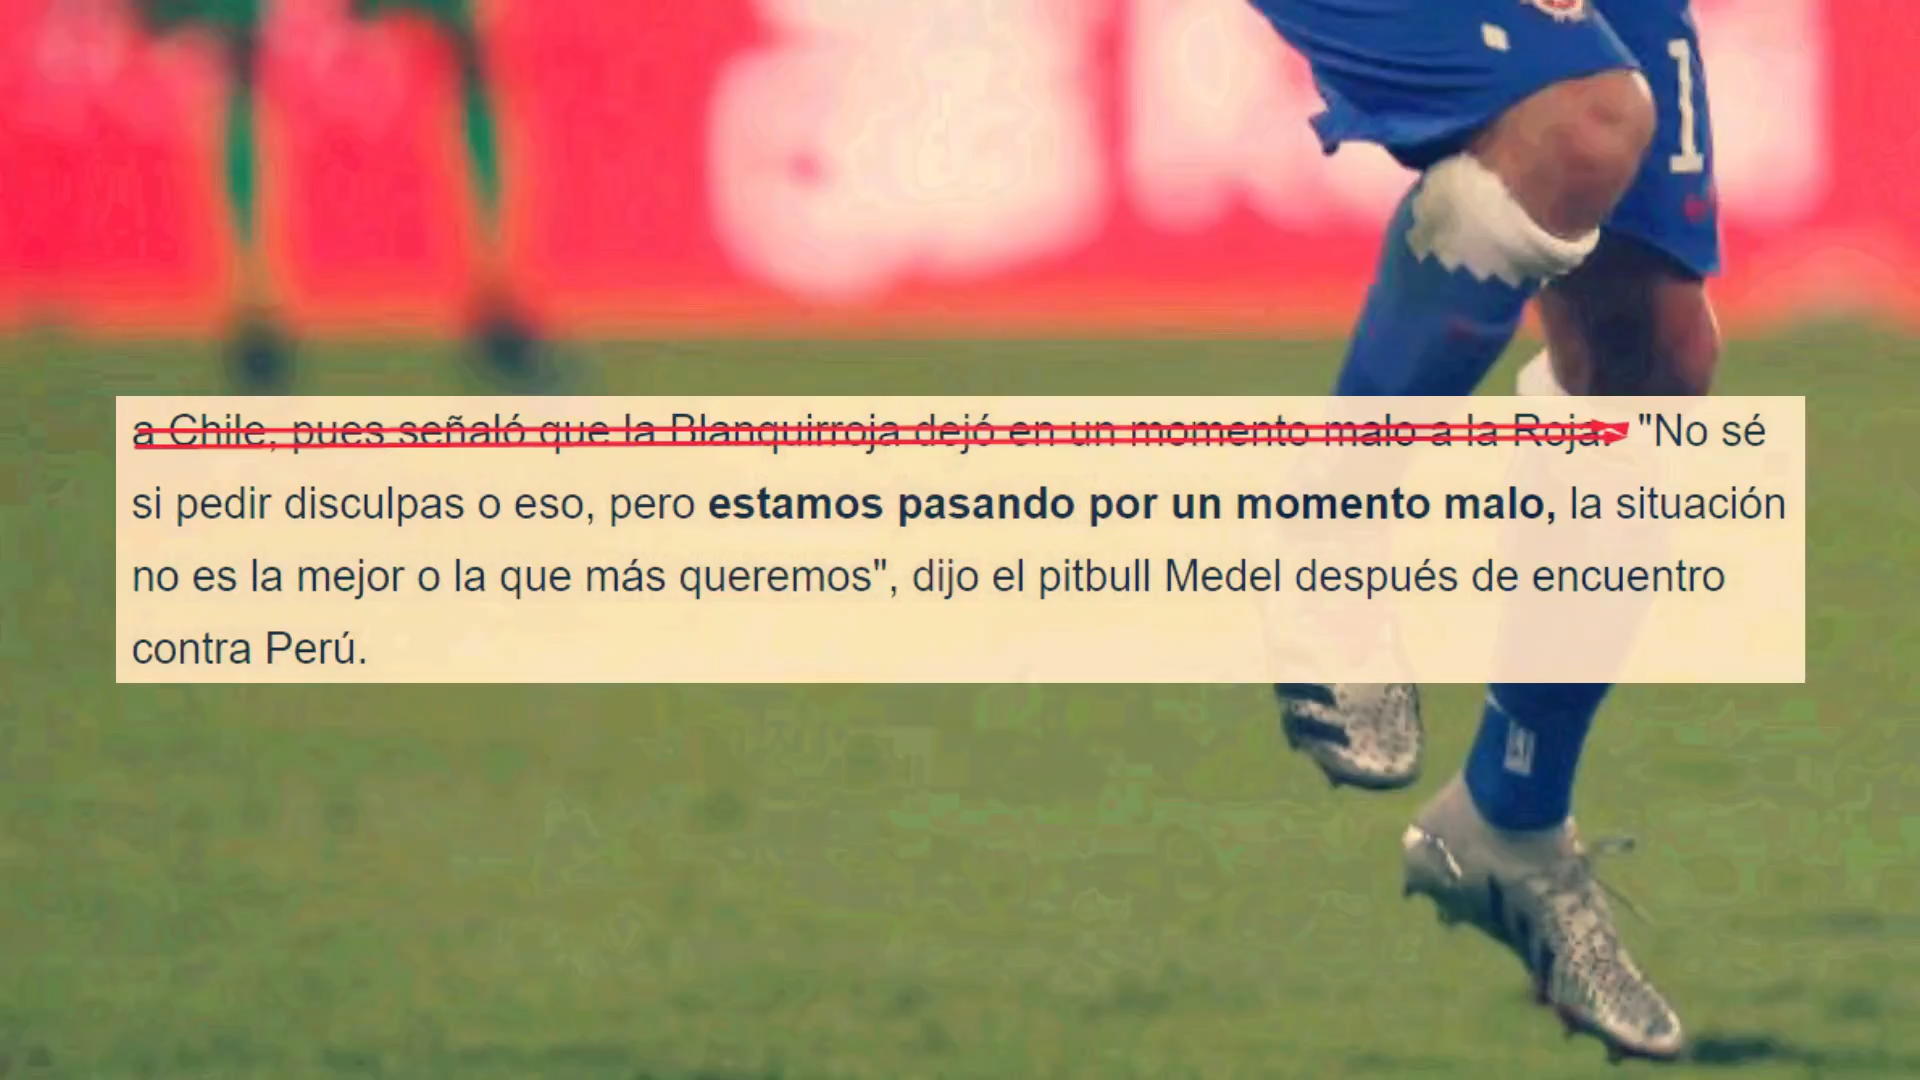 a Chile, pues señaló que la Blanquirroja dejó en un momento malo a la Roja. "No sé
si pedir disculpas o eso, pero estamos pasando por un momento malo, la situación
no es la mejor o la que más queremos", dijo el pitbull Medel después de encuentro
contra Perú.
1